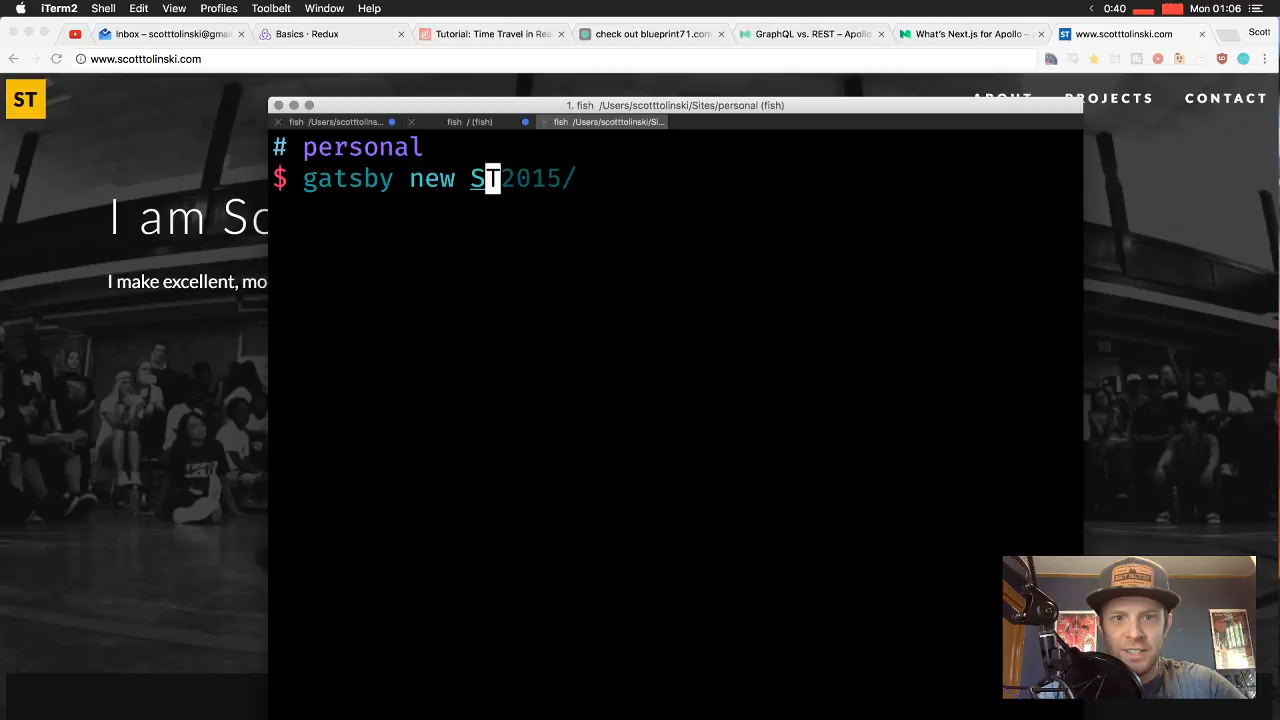 iTerm2 Shell Edit View Profiles Toolbelt Window Help 0:40 Mon 01:06
Inbox – scotttolinski@gmai Basics · Redux Tutorial: Time Travel in Rea check out blueprint71.com GraphQL vs. REST – Apollo What's Next.js for Apollo – www.scotttolinski.com Scott
www.scotttolinski.com
ST
ABOUT PROJECTS CONTACT
1. fish /Users/scotttolinski/Sites/personal (fish)
fish /Users/scotttolins... fish / (fish) fish /Users/scotttolinski/Si...
# personal
$ gatsby new ST2015/
I am Sc
I make excellent, mo